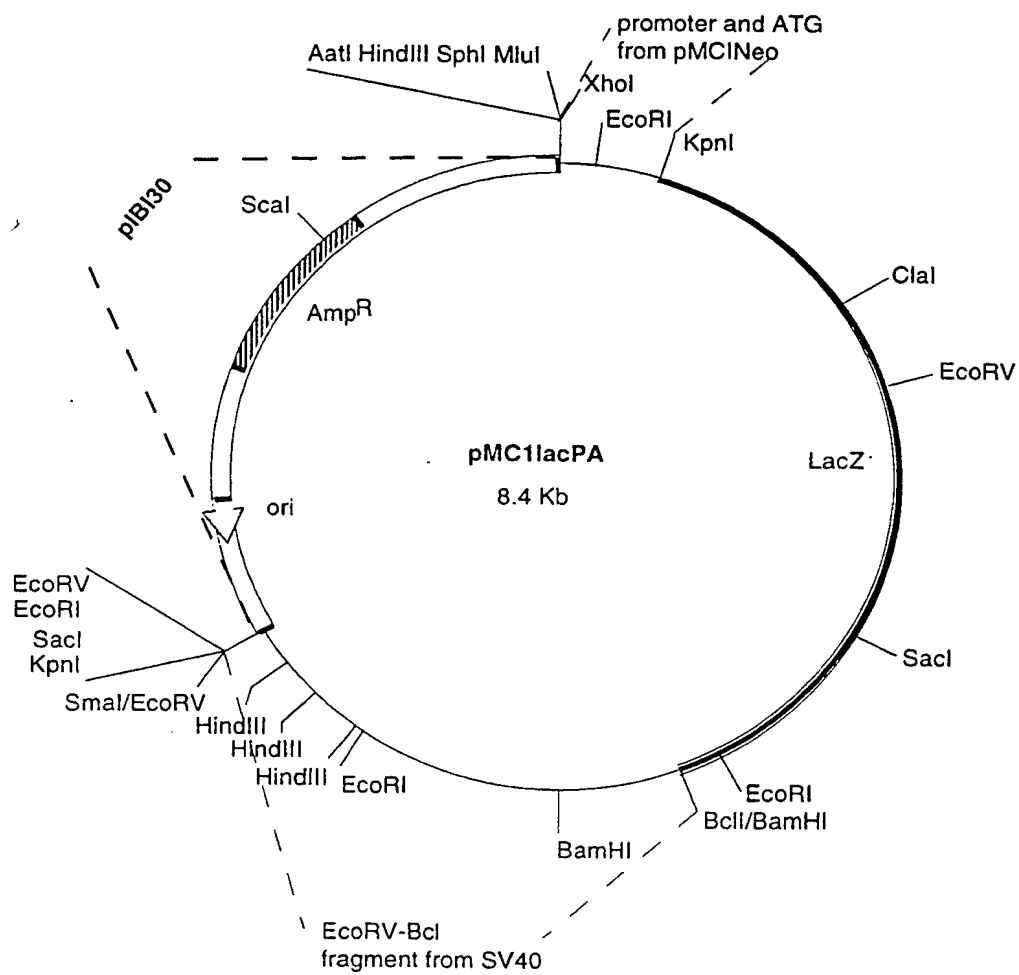 promoter and ATG
from pMCINeo
AatI HindIII SphI MluI
XhoI
EcoRI
KpnI
pIBI30
ScaI
AmpR
ClaI
EcoRV
pMC1lacPA
8.4 Kb
LacZ
ori
EcoRV
EcoRI
SacI
KpnI
SmaI/EcoRV
HindIII
HindIII
HindIII
EcoRI
SacI
EcoRI
BclI/BamHI
BamHI
EcoRV-Bcl
fragment from SV40